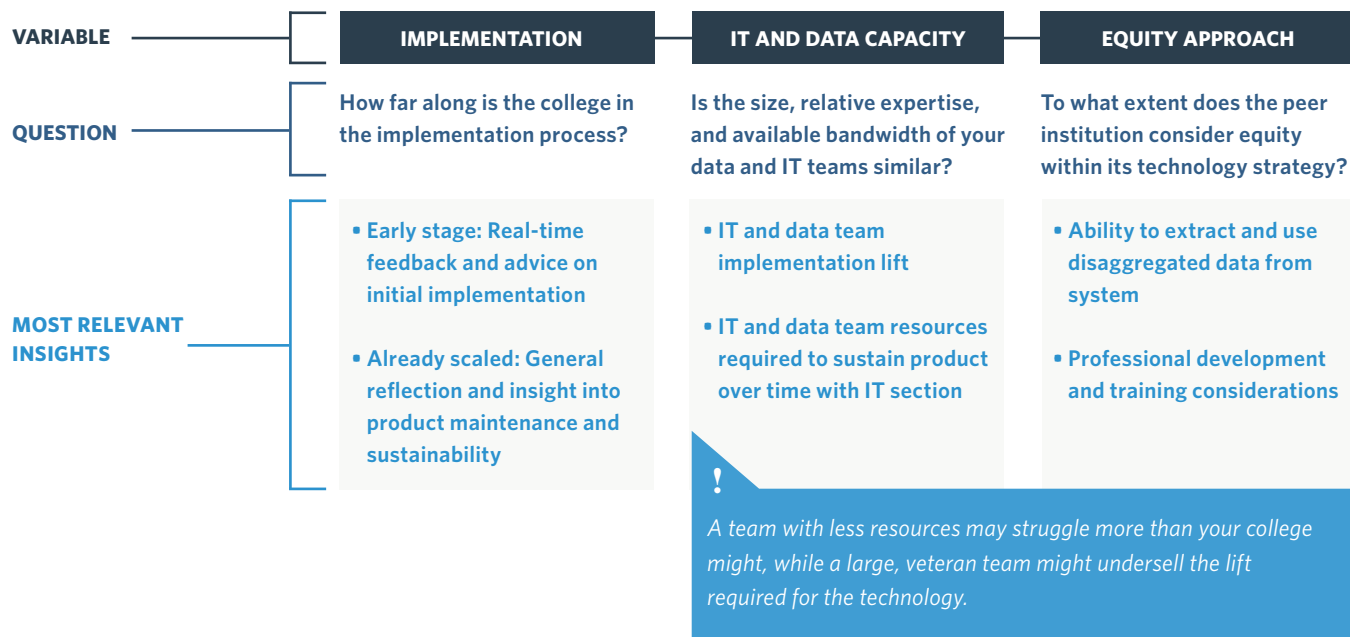 VARIABLE
IMPLEMENTATION
IT AND DATA CAPACITY
EQUITY APPROACH
QUESTION
How far along is the college in
the implementation process?
Is the size, relative expertise,
and available bandwidth of your
data and IT teams similar?
To what extent does the peer
institution consider equity
within its technology strategy?
MOST RELEVANT
INSIGHTS
• Early stage: Real-time
feedback and advice on
initial implementation
• Already scaled: General
reflection and insight into
product maintenance and
sustainability
• IT and data team
implementation lift
• IT and data team resources
required to sustain product
over time with IT section
• Ability to extract and use
disaggregated data from
system
• Professional development
and training considerations
!
A team with less resources may struggle more than your college
might, while a large, veteran team might undersell the lift
required for the technology.